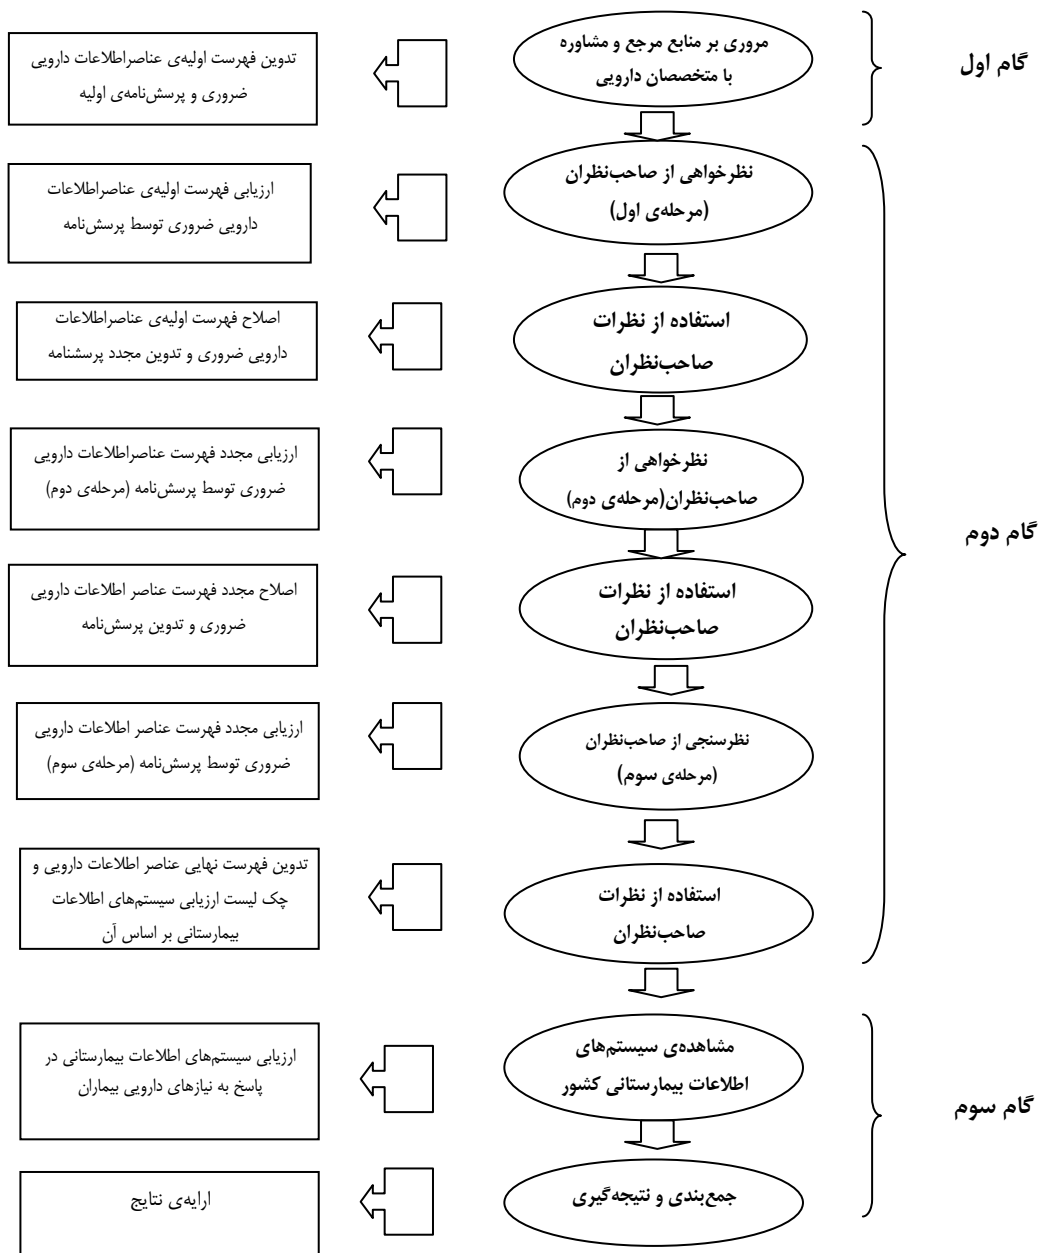 گام اول
مروری بر منابع مرجع و مشاوره
با متخصصان دارویی
تدوین فهرست اولیه‌ی عناصراطلاعات دارویی
ضروری و پرسش‌نامه‌ی اولیه
گام دوم
نظرخواهی از صاحب‌نظران
(مرحله‌ی اول)
ارزیابی فهرست اولیه‌ی عناصراطلاعات
دارویی ضروری توسط پرسش‌نامه
استفاده از نظرات
صاحب‌نظران
اصلاح فهرست اولیه‌ی عناصراطلاعات
دارویی ضروری و تدوین مجدد پرسشنامه
نظرخواهی از
صاحب‌نظران(مرحله‌ی دوم)
ارزیابی مجدد فهرست عناصراطلاعات دارویی
ضروری توسط پرسش‌نامه (مرحله‌ی دوم)
استفاده از نظرات
صاحب‌نظران
اصلاح مجدد فهرست عناصر اطلاعات دارویی
ضروری و تدوین پرسش‌نامه
نظرسنجی از صاحب‌نظران
(مرحله‌ی سوم)
ارزیابی مجدد فهرست عناصر اطلاعات دارویی
ضروری توسط پرسش‌نامه (مرحله‌ی سوم)
استفاده از نظرات
صاحب‌نظران
تدوین فهرست نهایی عناصر اطلاعات دارویی و
چک لیست ارزیابی سیستم‌های اطلاعات
بیمارستانی بر اساس آن
گام سوم
مشاهده‌ی سیستم‌های
اطلاعات بیمارستانی کشور
ارزیابی سیستم‌های اطلاعات بیمارستانی در
پاسخ به نیازهای دارویی بیماران
جمع‌بندی و نتیجه‌گیری
ارایه‌ی نتایج